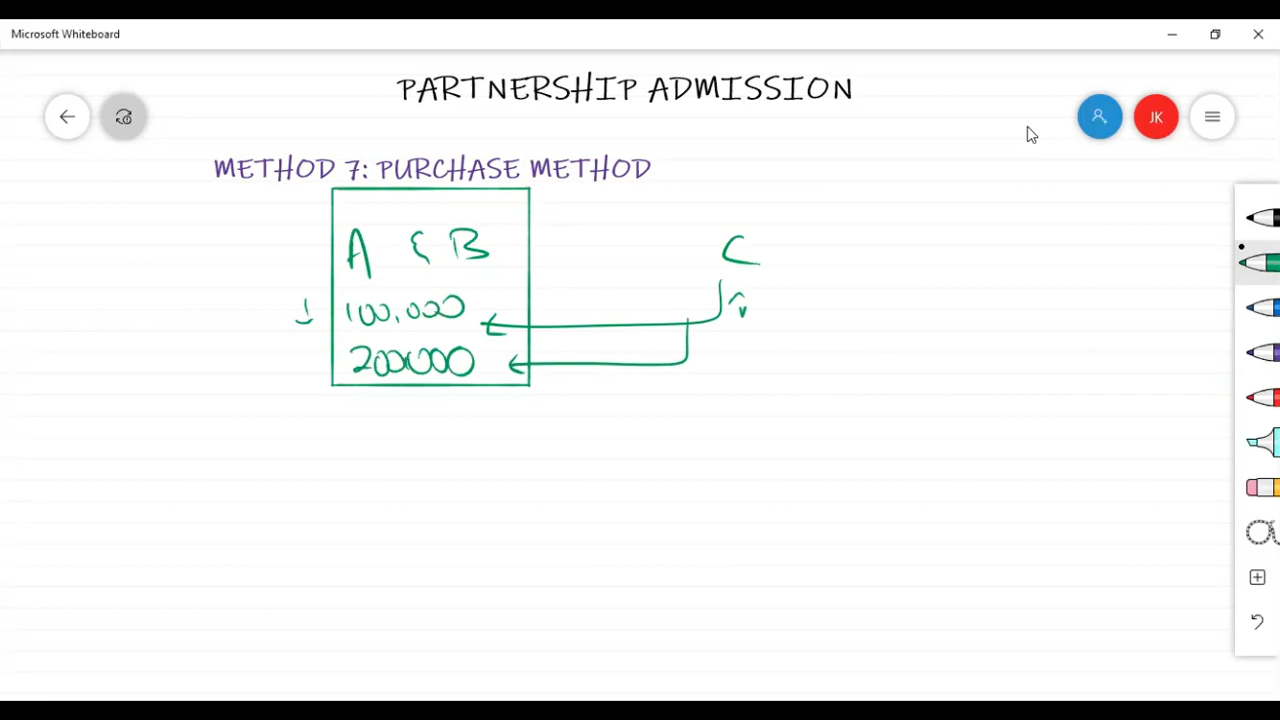 Microsoft Whiteboard
PARTNERSHIP ADMISSION
JK
METHOD 7: PURCHASE METHOD
A & B
C
100,000
200,000